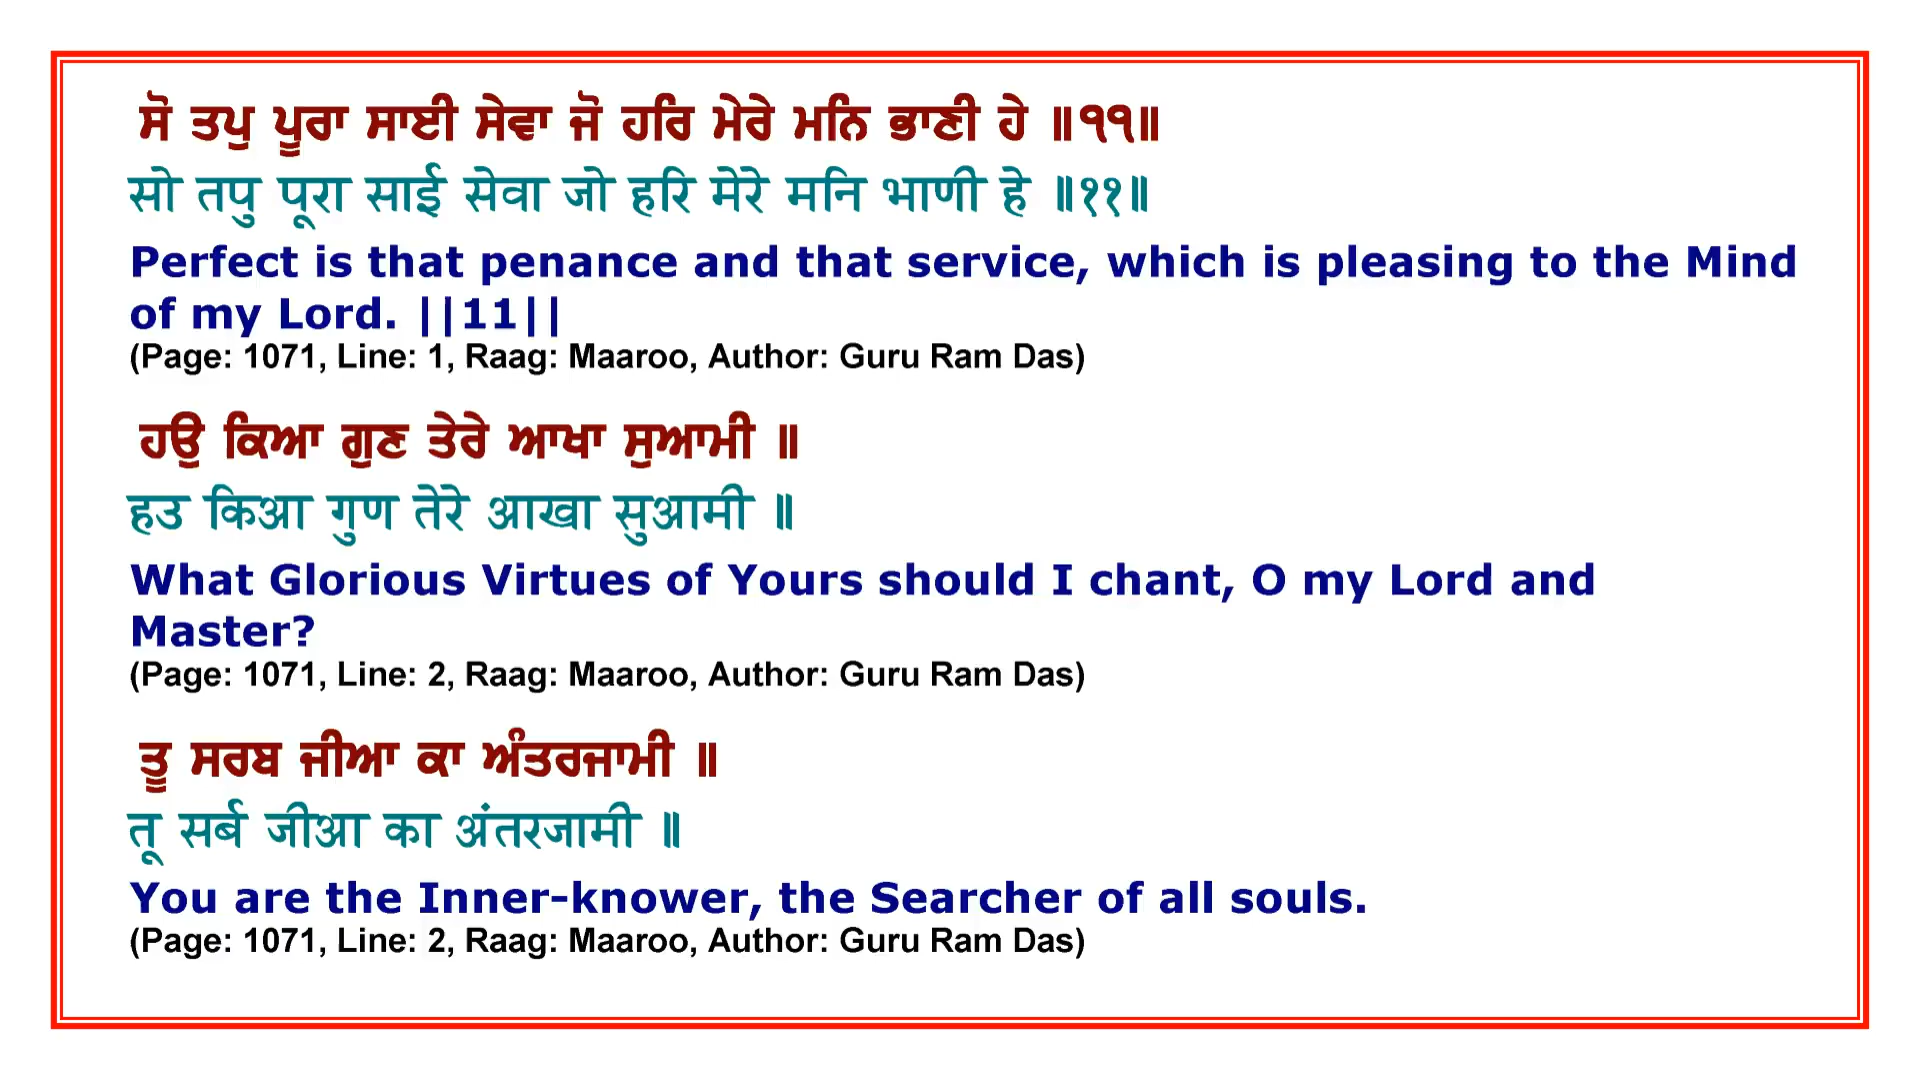 ਸੋ ਤਪੁ ਪੂਰਾ ਸਾਈ ਸੇਵਾ ਜੋ ਹਰਿ ਮੇਰੇ ਮਨਿ ਭਾਣੀ ਹੇ ॥੧੧॥
सो तपु पूरा साई सेवा जो हरि मेरे मनि भाणी हे ॥११॥
Perfect is that penance and that service, which is pleasing to the Mind
of my Lord. ||11||
(Page: 1071, Line: 1, Raag: Maaroo, Author: Guru Ram Das)
ਹਉ ਕਿਆ ਗੁਣ ਤੇਰੇ ਆਖਾ ਸੁਆਮੀ ॥
हउ किआ गुण तेरे आखा सुआमी ॥
What Glorious Virtues of Yours should I chant, O my Lord and
Master?
(Page: 1071, Line: 2, Raag: Maaroo, Author: Guru Ram Das)
ਤੂ ਸਰਬ ਜੀਆ ਕਾ ਅੰਤਰਜਾਮੀ ॥
तू सर्ब जीआ का अंतरजामी ॥
You are the Inner-knower, the Searcher of all souls.
(Page: 1071, Line: 2, Raag: Maaroo, Author: Guru Ram Das)